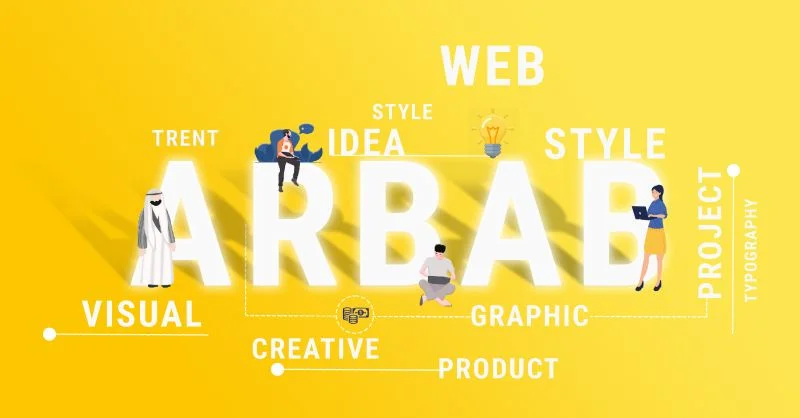 WEB
STYLE
TRENT
IDEA
STYLE
ARBAB
PROJECT
TYPOGRAPHY
VISUAL
GRAPHIC
CREATIVE
PRODUCT